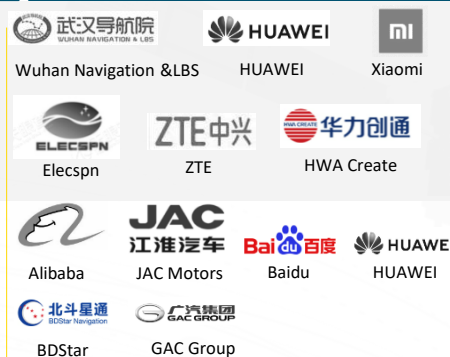 武汉导航院
WUHAN NAVIGATION & LBS
HUAWEI
mi
Wuhan Navigation &LBS
HUAWEI
Xiaomi
ELECSPN
ZTE中兴
HWA CREATE
华力创通
Elecspn
ZTE
HWA Create
JAC
江淮汽车
Bai du 百度
HUAWE
Alibaba
JAC Motors
Baidu
HUAWEI
北斗星通
BDStar Navigation
广汽集团
GAC GROUP
BDStar
GAC Group